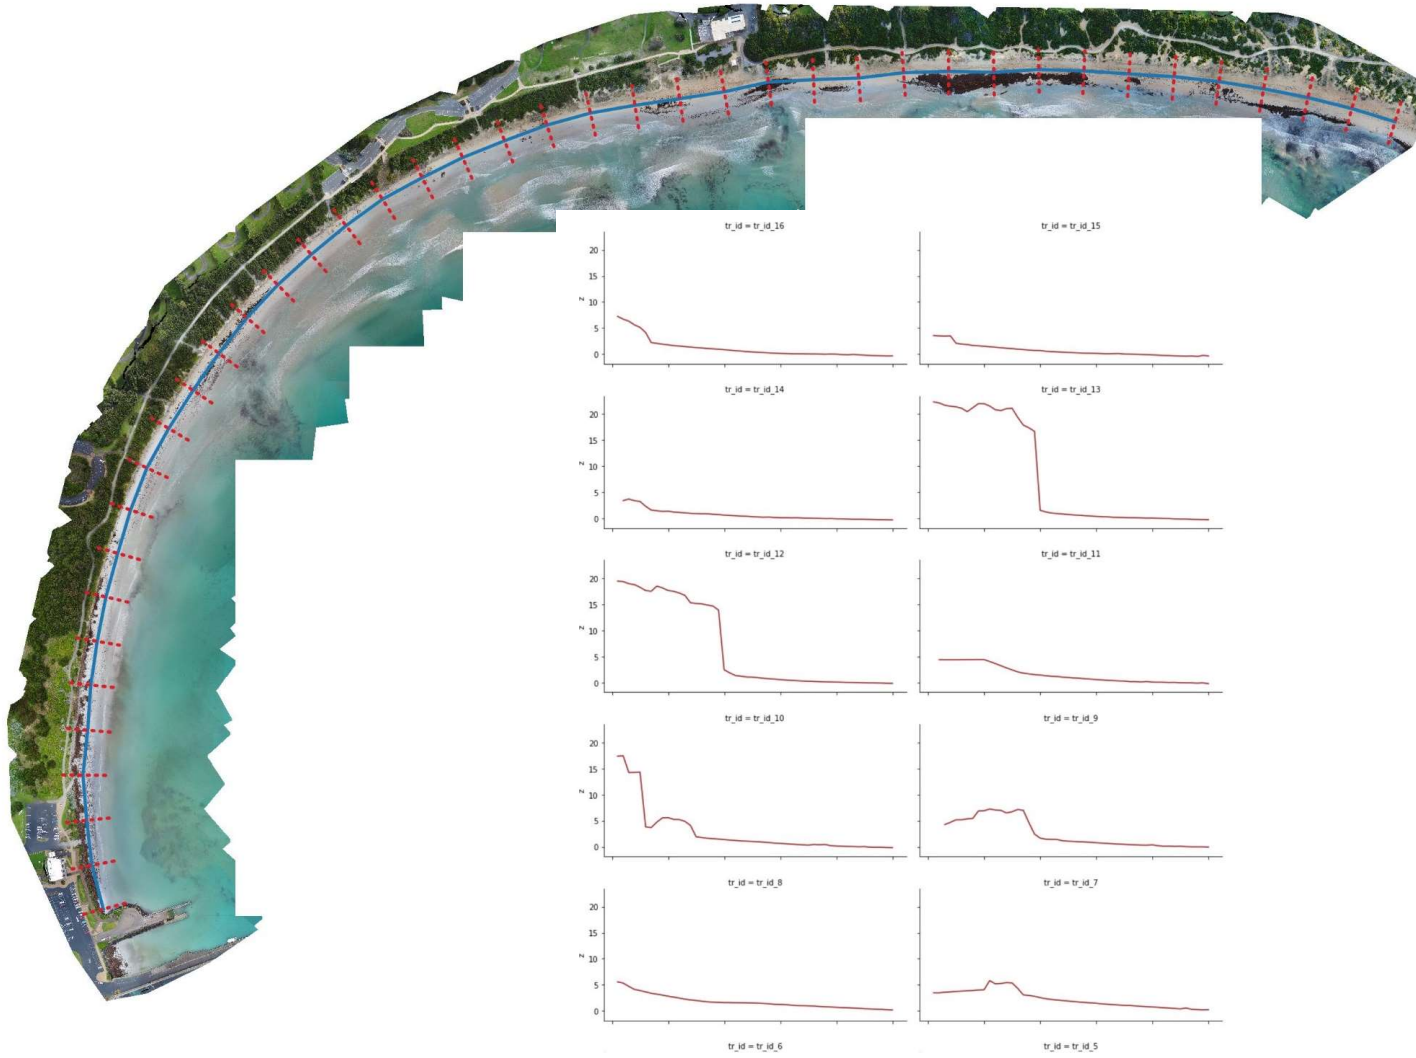 tr_id = tr_id_16
tr_id = tr_id_15
20
15
10
5
0
z
tr_id = tr_id_14
tr_id = tr_id_13
20
15
10
5
0
z
tr_id = tr_id_12
tr_id = tr_id_11
20
15
10
5
0
z
tr_id = tr_id_10
tr_id = tr_id_9
20
15
10
5
0
z
tr_id = tr_id_8
tr_id = tr_id_7
20
15
10
5
0
z
tr_id = tr_id_6
tr_id = tr_id_5